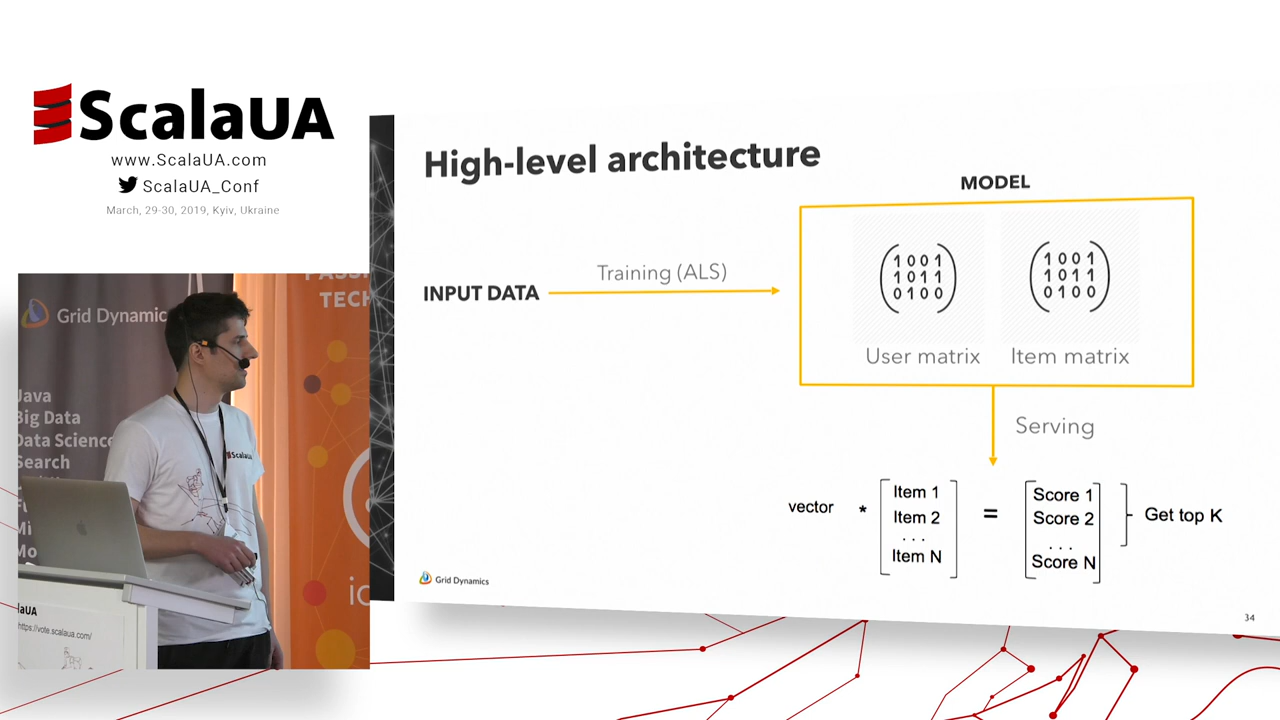 ScalaUA
www.ScalaUA.com
ScalaUA_Conf
March, 29-30, 2019, Kyiv, Ukraine
Grid Dynamics
Java
Big Data
Data Science
Search
Mi
Mo
TECH
ScalaUA
laUA
https://vote.scalaua.com/
High-level architecture
MODEL
INPUT DATA
Training (ALS)
1 0 0 1
1 0 1 1
0 1 0 0
1 0 0 1
1 0 1 1
0 1 0 0
User matrix
Item matrix
Serving
vector * Item 1 = Score 1
Item 2 Score 2
. . . . . .
Item N Score N
Get top K
Grid Dynamics
34